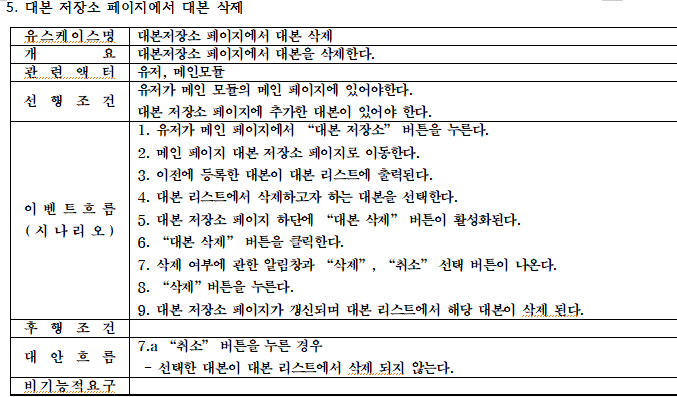 5. 대본 저장소 페이지에서 대본 삭제
유스케이스명 대본저장소 페이지에서 대본 삭제
개 요 대본저장소 페이지에서 대본을 삭제한다.
관 련 액 터 유저, 메인모듈
선 행 조 건 유저가 메인 모듈의 메인 페이지에 있어야한다.
대본 저장소 페이지에 추가한 대본이 있어야 한다.
이 벤 트 흐 름
( 시 나 리 오 )
1. 유저가 메인 페이지에서 “대본 저장소” 버튼을 누른다.
2. 메인 페이지 대본 저장소 페이지로 이동한다.
3. 이전에 등록한 대본이 대본 리스트에 출력된다.
4. 대본 리스트에서 삭제하고자 하는 대본을 선택한다.
5. 대본 저장소 페이지 하단에 “대본 삭제” 버튼이 활성화된다.
6. “대본 삭제” 버튼을 클릭한다.
7. 삭제 여부에 관한 알림창과 “삭제”, “취소” 선택 버튼이 나온다.
8. “삭제”버튼을 누른다.
9. 대본 저장소 페이지가 갱신되며 대본 리스트에서 해당 대본이 삭제 된다.
후 행 조 건
대 안 흐 름 7.a “취소” 버튼을 누른 경우
- 선택한 대본이 대본 리스트에서 삭제 되지 않는다.
비기능적요구